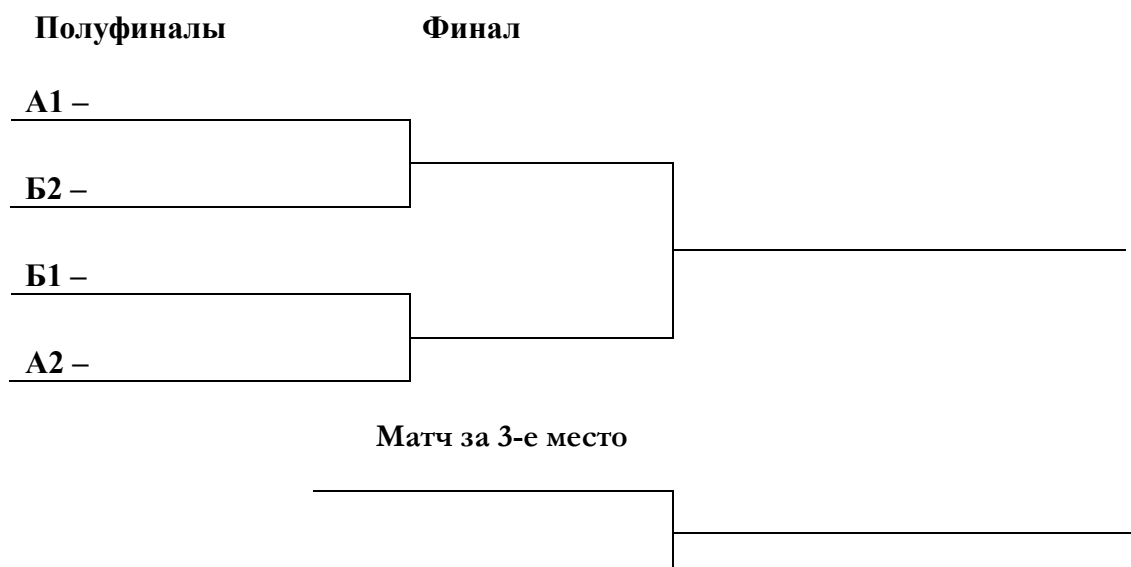 Полуфиналы Финал
А1 –
Б2 –
Б1 –
А2 –
Матч за 3-е место